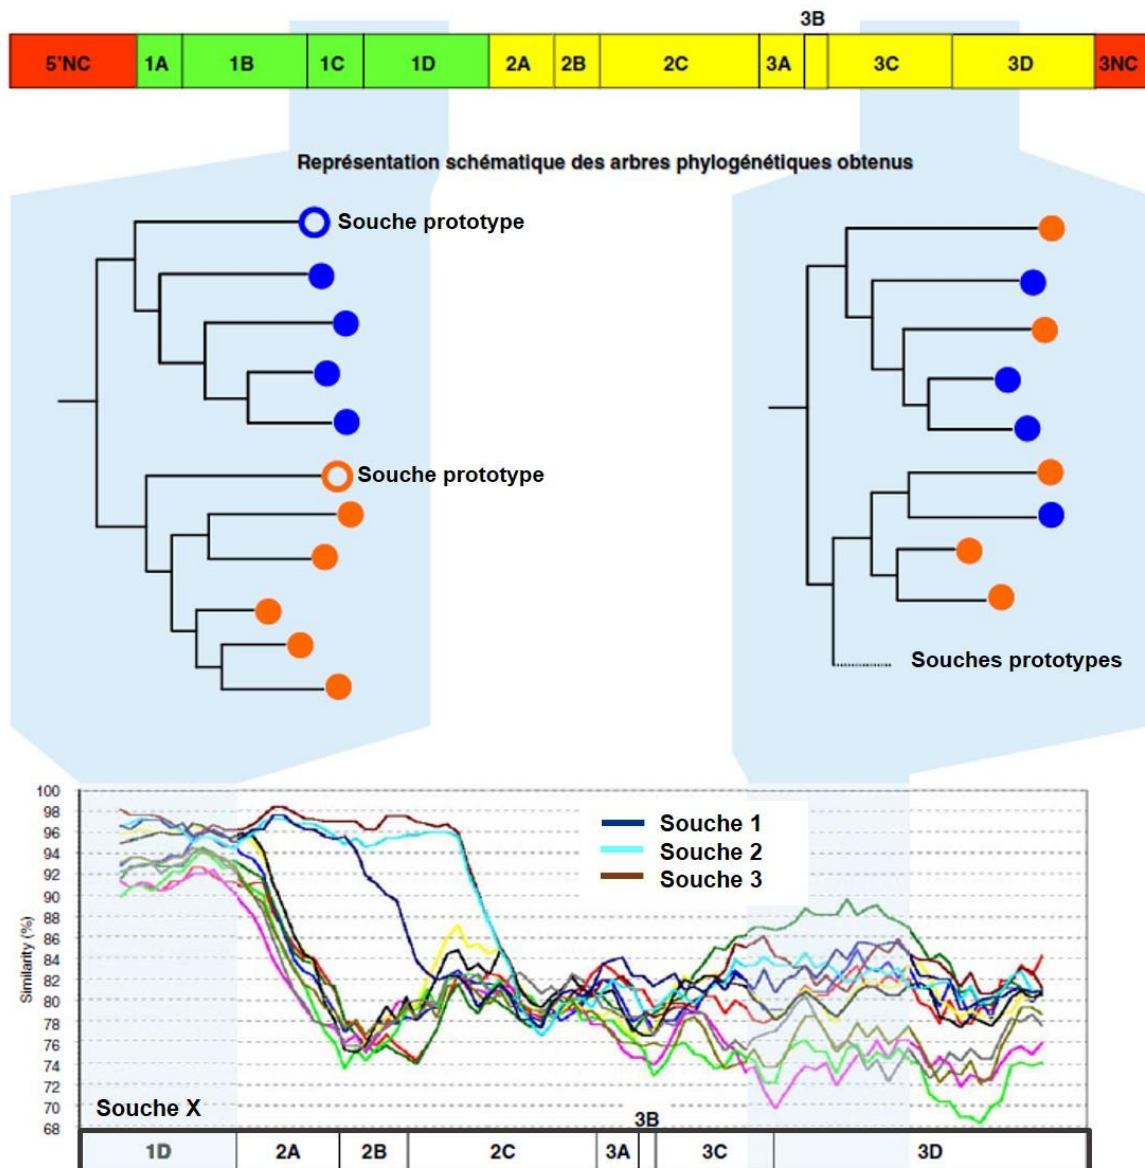 3B
5'NC 1A 1B 1C 1D 2A 2B 2C 3A 3C 3D 3NC
Représentation schématique des arbres phylogénétiques obtenus
Souche prototype
Souche prototype
Souches prototypes
100
98
96
94
92
90
88
86
84
82
80
78
76
74
72
70
68
Similarity (%)
Souche 1
Souche 2
Souche 3
Souche X
3B
1D 2A 2B 2C 3A 3C 3D